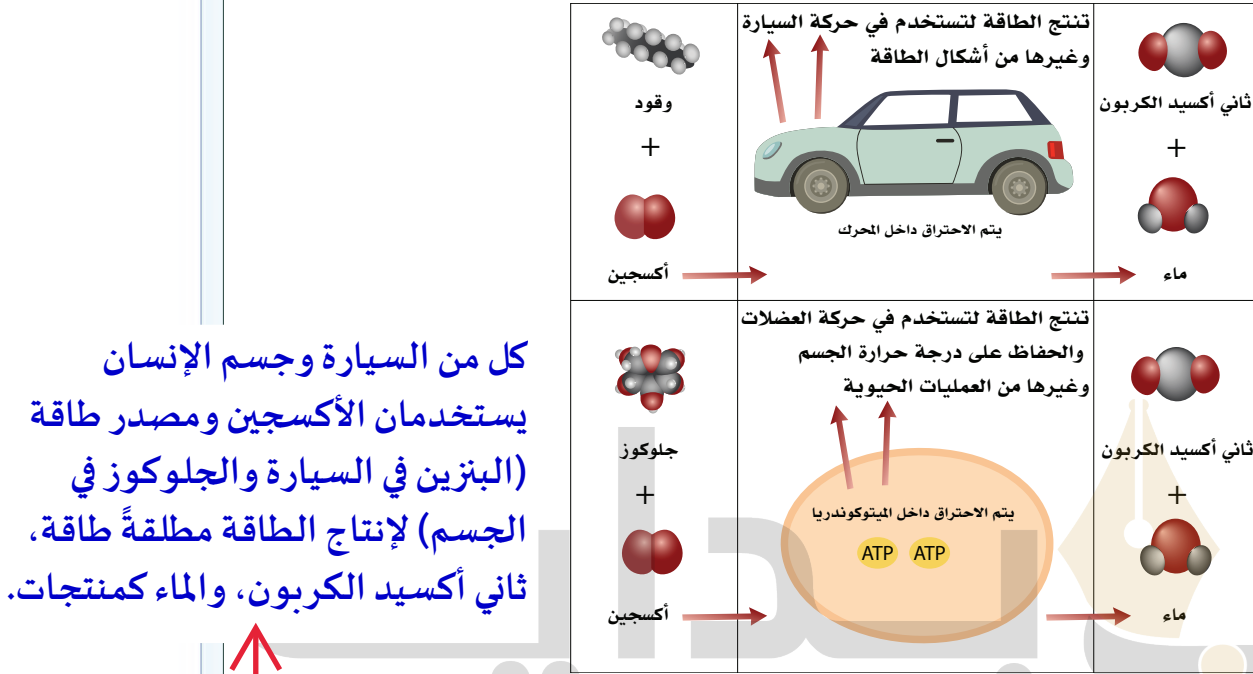 تنتج الطاقة لتستخدم في حركة السيارة
وغيرها من أشكال الطاقة
ثاني أكسيد الكربون
+
ماء
يتم الاحتراق داخل المحرك
وقود
+
أكسجين
تنتج الطاقة لتستخدم في حركة العضلات
والحفاظ على درجة حرارة الجسم
وغيرها من العمليات الحيوية
ثاني أكسيد الكربون
+
ماء
يتم الاحتراق داخل الميتوكوندريا
ATP ATP
جلوكوز
+
أكسجين
كل من السيارة وجسم الإنسان
يستخدمان الأكسجين ومصدر طاقة
(البنزين في السيارة والجلوكوز في
الجسم) لإنتاج الطاقة مطلقةً طاقة،
ثاني أكسيد الكربون، والماء كمنتجات.